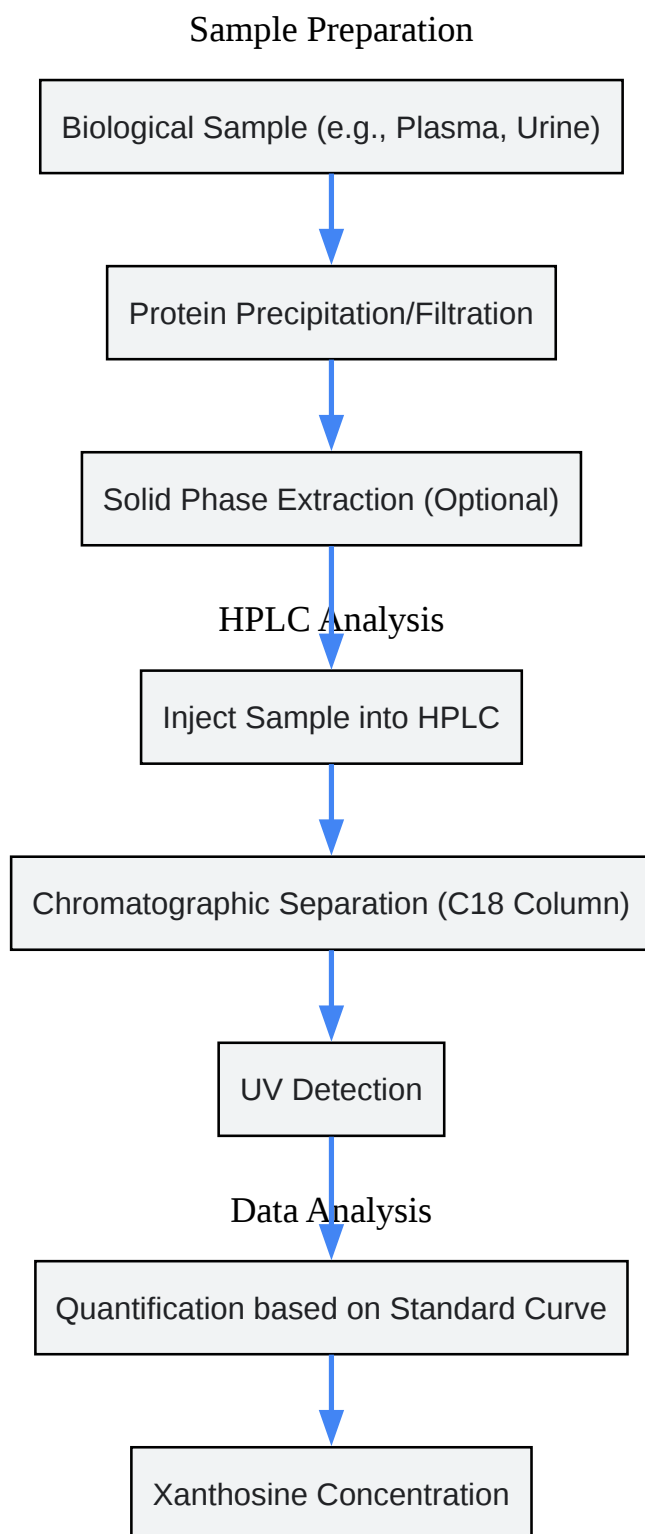 Sample Preparation
Biological Sample (e.g., Plasma, Urine)
Protein Precipitation/Filtration
Solid Phase Extraction (Optional)
HPLC Analysis
Inject Sample into HPLC
Chromatographic Separation (C18 Column)
UV Detection
Data Analysis
Quantification based on Standard Curve
Xanthosine Concentration